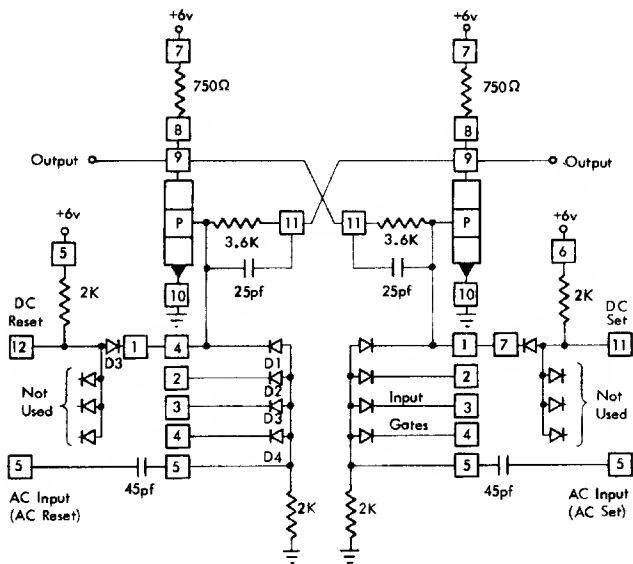 +6v +6v
7 7
750Ω 750Ω
8 8
Output 9 9 Output
P 3.6K 11 11 3.6K P
+6v +6v
5 6
25pf 25pf
10 10
2K 2K
DC Reset
DC Set
12 1 4 1 7 11
D3 D1
Not Used
2 D2 2
3 D3 Input 3
4 Gates 4
Not Used
5 5 D4 5 5
45pf 45pf
AC Input
(AC Reset)
2K 2K
AC Input
(AC Set)